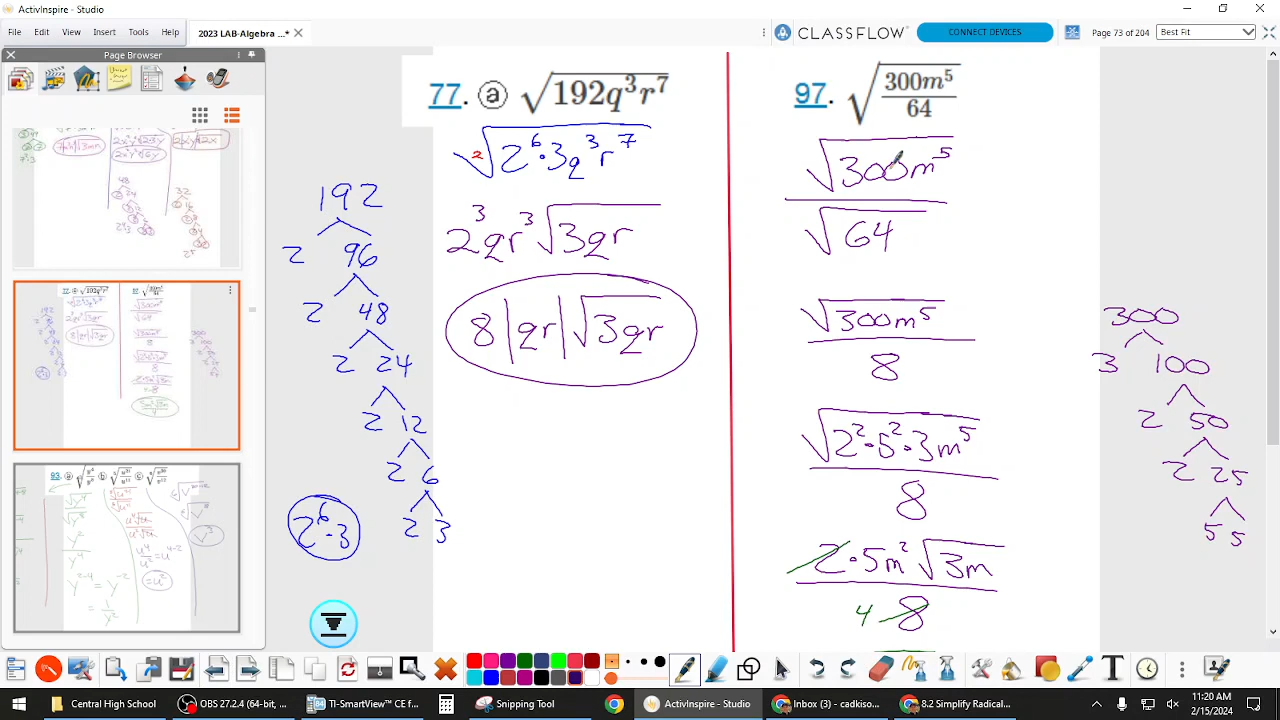 ActivInspire - Studio
File Edit View Insert Tools Help
2023 LAB-Algebra ...*
CLASSFLOW
CONNECT DEVICES
Page 73 of 204
Best Fit
Page Browser
77. ⓐ √192q³r⁷
²√2⁶·3q³r⁷
2³qr³√3qr
8|qr|√3qr
192
2 96
2 48
2 24
2 12
2 6
2 3
2⁶·3
97. √300m⁵/64
√300m⁵
√64
√300m⁵
8
√2²·5²·3m⁵
8
2·5m²√3m
4 8
300
3 100
2 50
2 25
5 5
Central High School
OBS 27.2.4 (64-bit, ...
TI-SmartView™ CE F...
Snipping Tool
ActivInspire - Studio
Inbox (3) - cadkiso...
8.2 Simplify Radical...
11:20 AM
2/15/2024